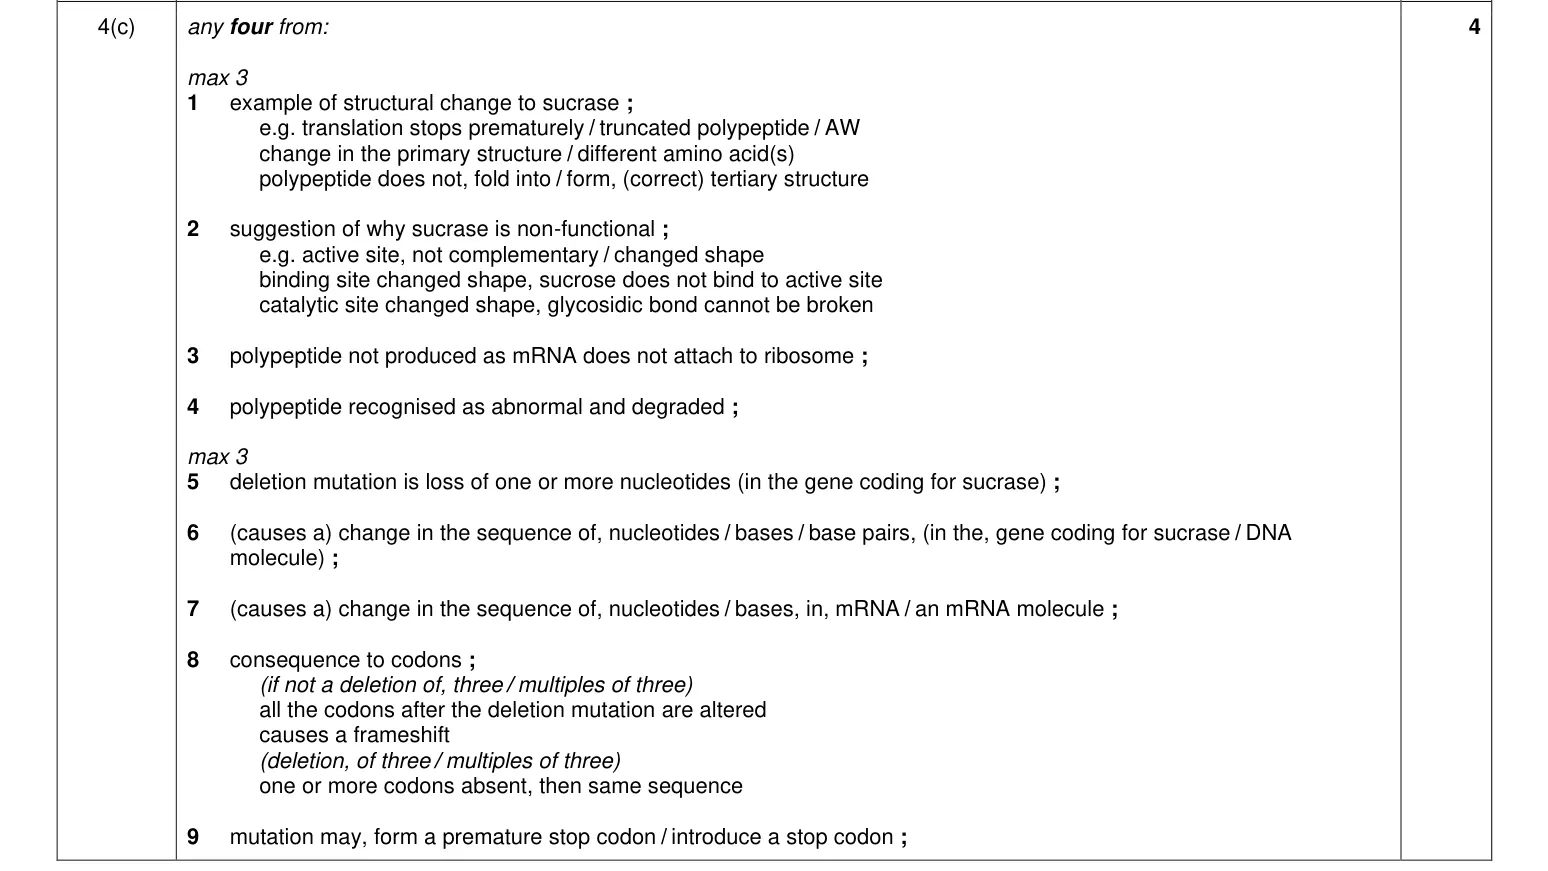 4(c)
any four from:
4
max 3
1 example of structural change to sucrase ;
e.g. translation stops prematurely / truncated polypeptide / AW
change in the primary structure / different amino acid(s)
polypeptide does not, fold into / form, (correct) tertiary structure
2 suggestion of why sucrase is non-functional ;
e.g. active site, not complementary / changed shape
binding site changed shape, sucrose does not bind to active site
catalytic site changed shape, glycosidic bond cannot be broken
3 polypeptide not produced as mRNA does not attach to ribosome ;
4 polypeptide recognised as abnormal and degraded ;
max 3
5 deletion mutation is loss of one or more nucleotides (in the gene coding for sucrase) ;
6 (causes a) change in the sequence of, nucleotides / bases / base pairs, (in the, gene coding for sucrase / DNA
molecule) ;
7 (causes a) change in the sequence of, nucleotides / bases, in, mRNA / an mRNA molecule ;
8 consequence to codons ;
(if not a deletion of, three / multiples of three)
all the codons after the deletion mutation are altered
causes a frameshift
(deletion, of three / multiples of three)
one or more codons absent, then same sequence
9 mutation may, form a premature stop codon / introduce a stop codon ;